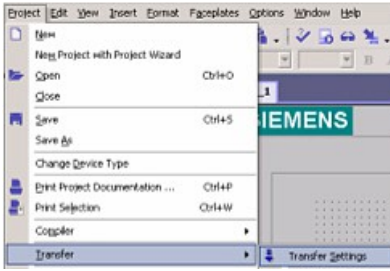 Project Edit View Insert Format Faceplates Options Window Help
New
New Project with Project Wizard
Open Ctrl+O
Close
_1
Save Ctrl+S
SIEMENS
Save As
Change Device Type
Print Project Documentation ... Ctrl+P
Print Selection Ctrl+W
Compiler
Transfer
Transfer Settings